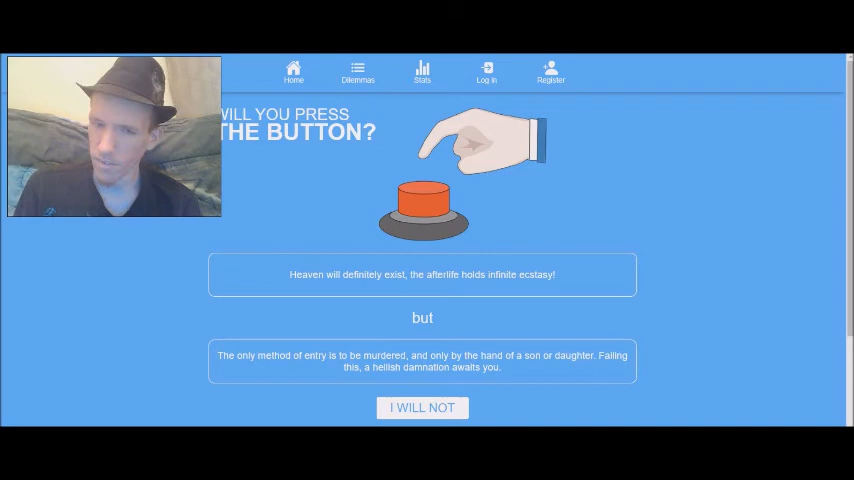 Home
Dilemmas
Stats
Log in
Register
WILL YOU PRESS
THE BUTTON?
Heaven will definitely exist, the afterlife holds infinite ecstasy!
but
The only method of entry is to be murdered, and only by the hand of a son or daughter. Failing
this, a hellish damnation awaits you.
I WILL NOT